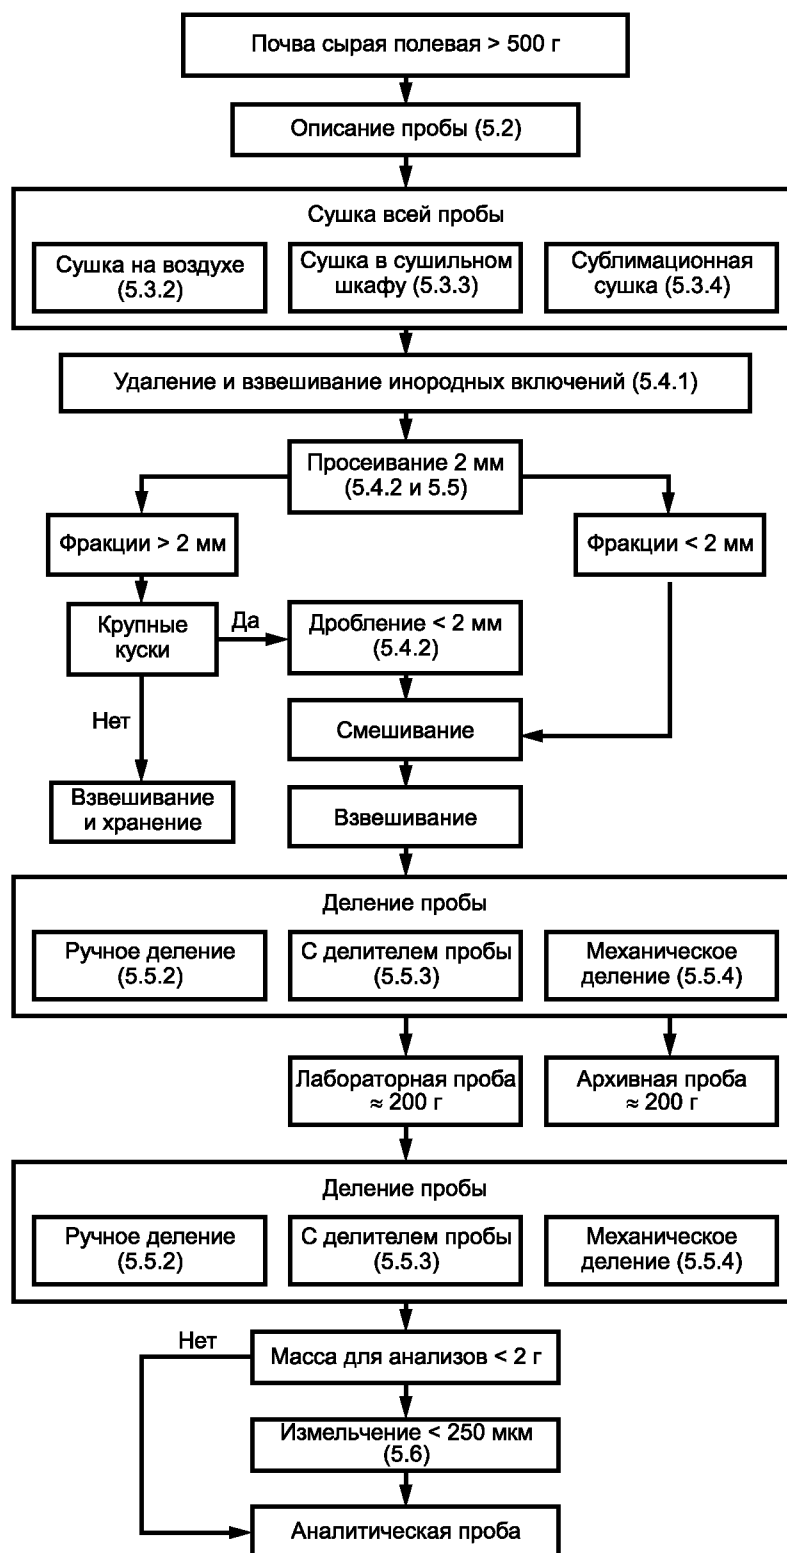 Почва сырая полевая > 500 г
Описание пробы (5.2)
Сушка всей пробы
Сушка на воздухе
(5.3.2)
Сушка в сушильном
шкафу (5.3.3)
Сублимационная
сушка (5.3.4)
Удаление и взвешивание инородных включений (5.4.1)
Просеивание 2 мм
(5.4.2 и 5.5)
Фракции > 2 мм
Фракции < 2 мм
Крупные
куски
Да
Дробление < 2 мм
(5.4.2)
Нет
Смешивание
Взвешивание
и хранение
Взвешивание
Деление пробы
Ручное деление
(5.5.2)
С делителем пробы
(5.5.3)
Механическое
деление (5.5.4)
Лабораторная проба
≈ 200 г
Архивная проба
≈ 200 г
Деление пробы
Ручное деление
(5.5.2)
С делителем пробы
(5.5.3)
Механическое
деление (5.5.4)
Нет
Масса для анализов < 2 г
Измельчение < 250 мкм
(5.6)
Аналитическая проба